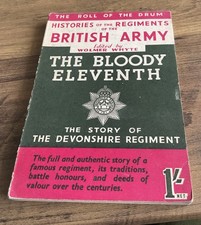 THE ROLL OF THE DRUM
HISTORIES OF THE REGIMENTS
OF THE
BRITISH ARMY
Edited by
WOLMER WHYTE
THE BLOODY
ELEVENTH
THE STORY OF
THE DEVONSHIRE REGIMENT
The full and authentic story of a
famous regiment, its traditions,
battle honours, and deeds of
valour over the centuries.
1/-
NET